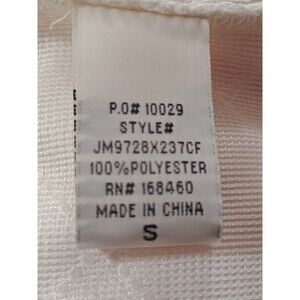 P.O# 10029
STYLE#
JM9728X237CF
100%POLYESTER
RN# 168460
MADE IN CHINA
S